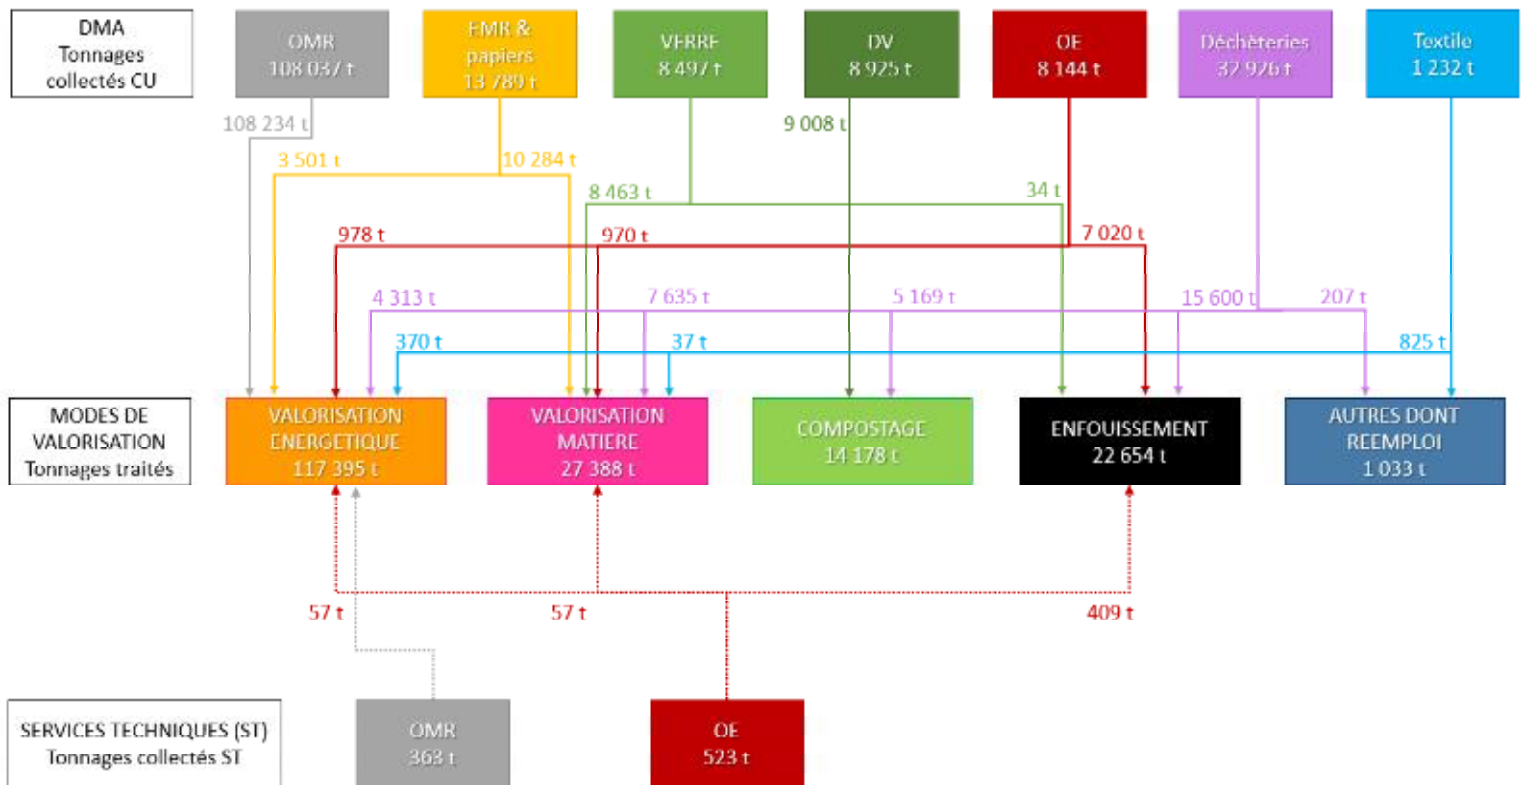 DMA
Tonnages
collectés CU
OMR
108 037 t
EMR &
papiers
13 789 t
VERRE
8 497 t
DV
8 925 t
OE
8 144 t
Déchèteries
32 926 t
Textile
1 232 t
108 234 t
9 008 t
3 501 t
10 284 t
8 463 t
34 t
978 t
970 t
7 020 t
4 313 t
7 635 t
5 169 t
15 600 t
207 t
370 t
37 t
825 t
MODES DE
VALORISATION
Tonnages traités
VALORISATION
ENERGETIQUE
117 395 t
VALORISATION
MATIERE
27 388 t
COMPOSTAGE
14 178 t
ENFOUISSEMENT
22 654 t
AUTRES DONT
REEMPLOI
1 033 t
57 t
57 t
409 t
SERVICES TECHNIQUES (ST)
Tonnages collectés ST
OMR
363 t
OE
523 t